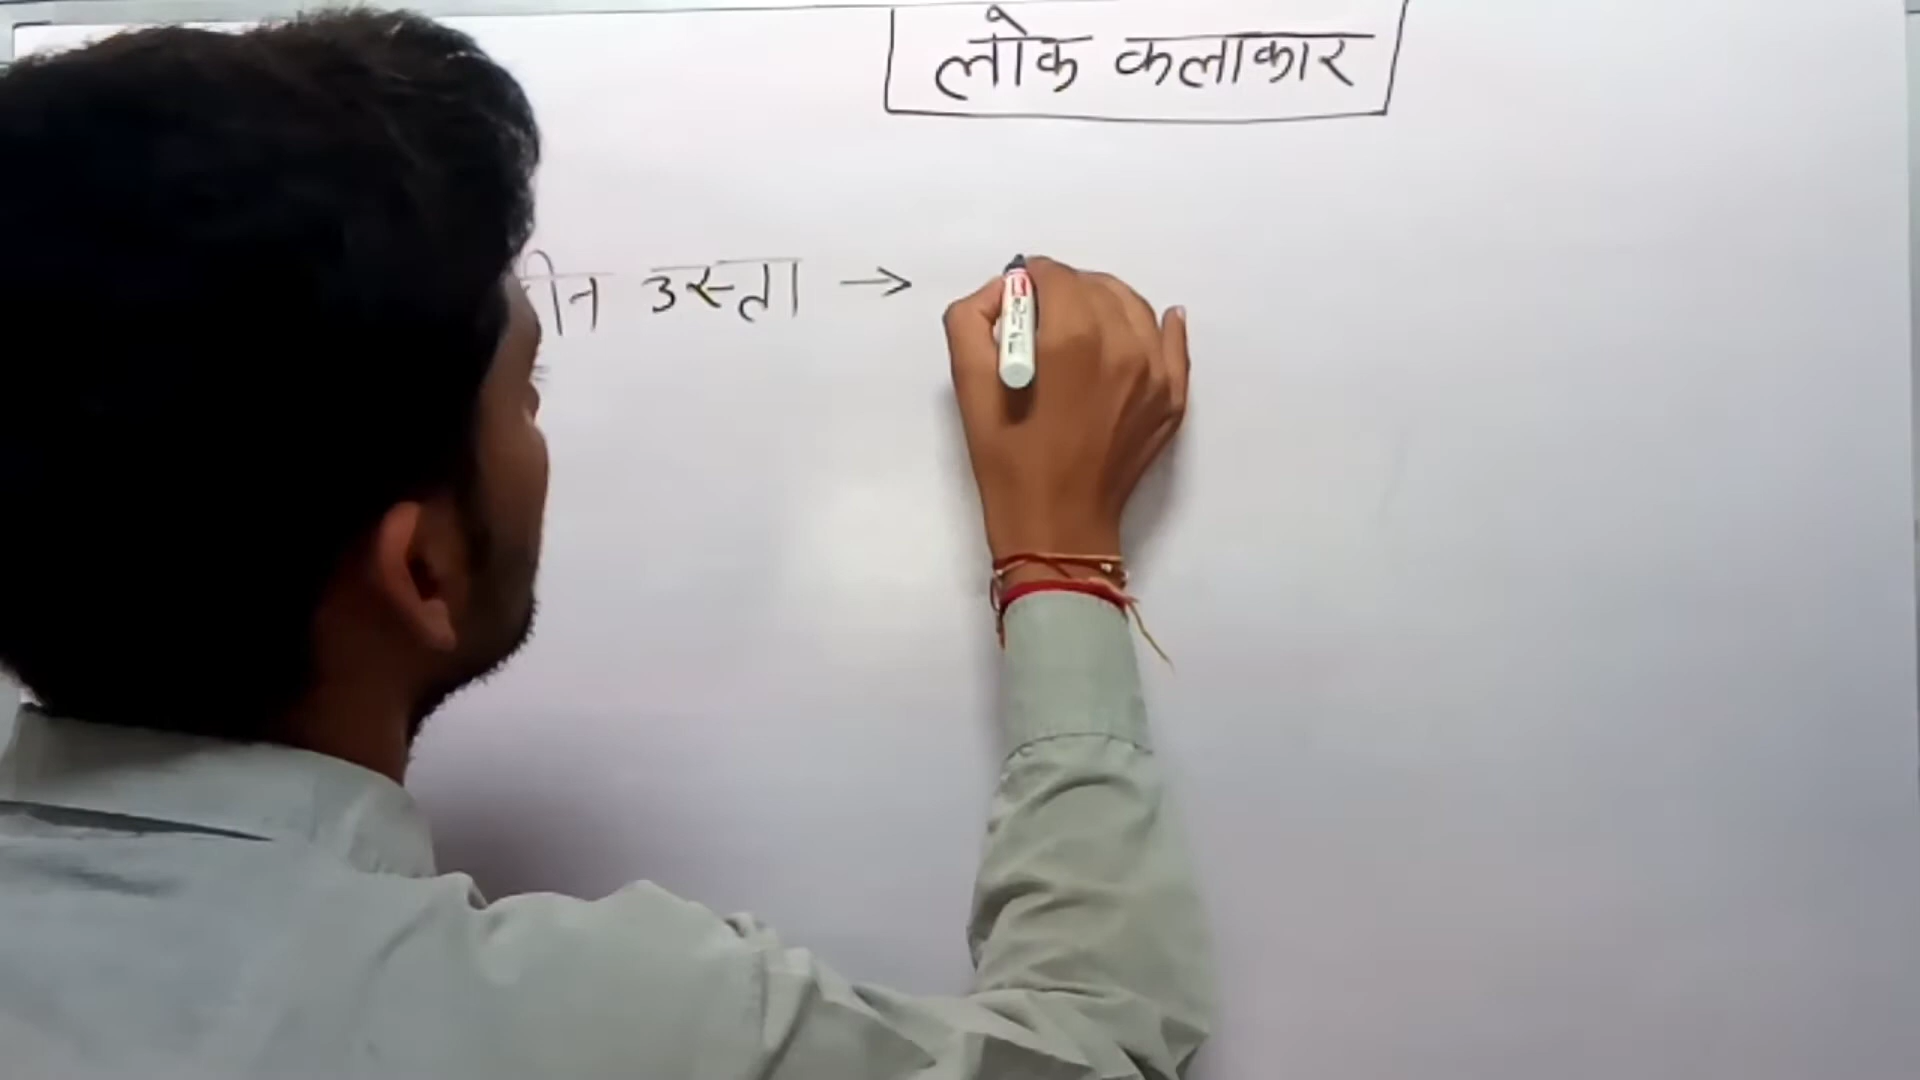 लोक कलाकार
उस्ता →